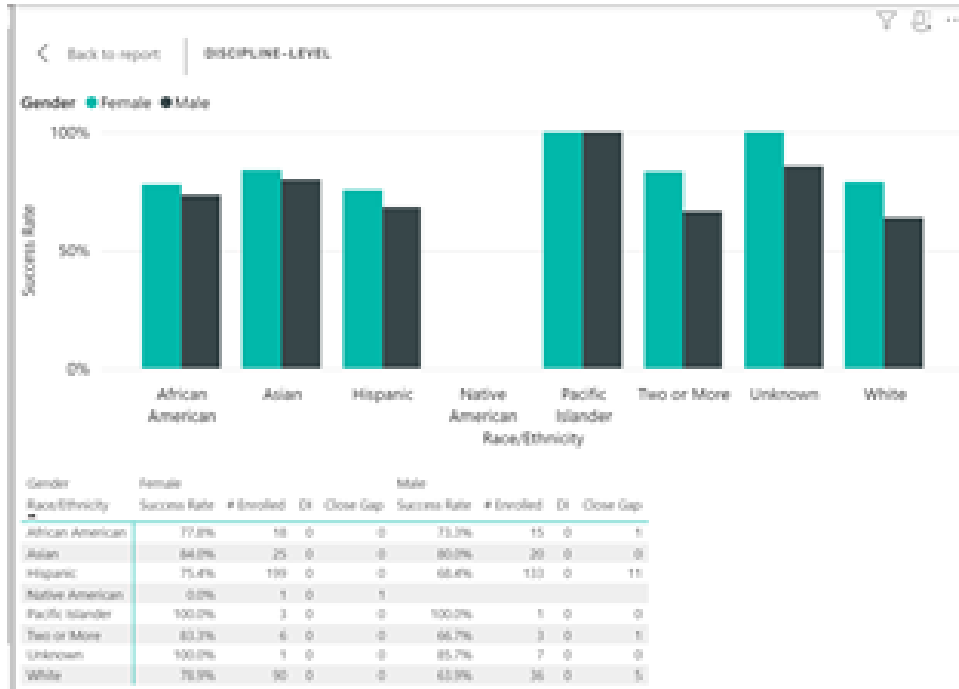 Back to report
DISCIPLINE-LEVEL
Gender Female Male
100%
50%
0%
Success Rate
African American
Asian
Hispanic
Native American
Pacific Islander
Two or More
Unknown
White
Race/Ethnicity
Gender Female Male
Race/Ethnicity Success Rate # Enrolled DI Close Gap Success Rate # Enrolled DI Close Gap
African American 77.8% 18 0 0 73.3% 15 0 1
Asian 84.0% 25 0 0 80.0% 20 0 0
Hispanic 75.4% 199 0 0 68.4% 133 0 11
Native American 0.0% 1 0 1
Pacific Islander 100.0% 3 0 0 100.0% 1 0 0
Two or More 83.3% 6 0 0 66.7% 3 0 1
Unknown 100.0% 1 0 0 85.7% 7 0 0
White 78.9% 90 0 0 63.9% 36 0 5